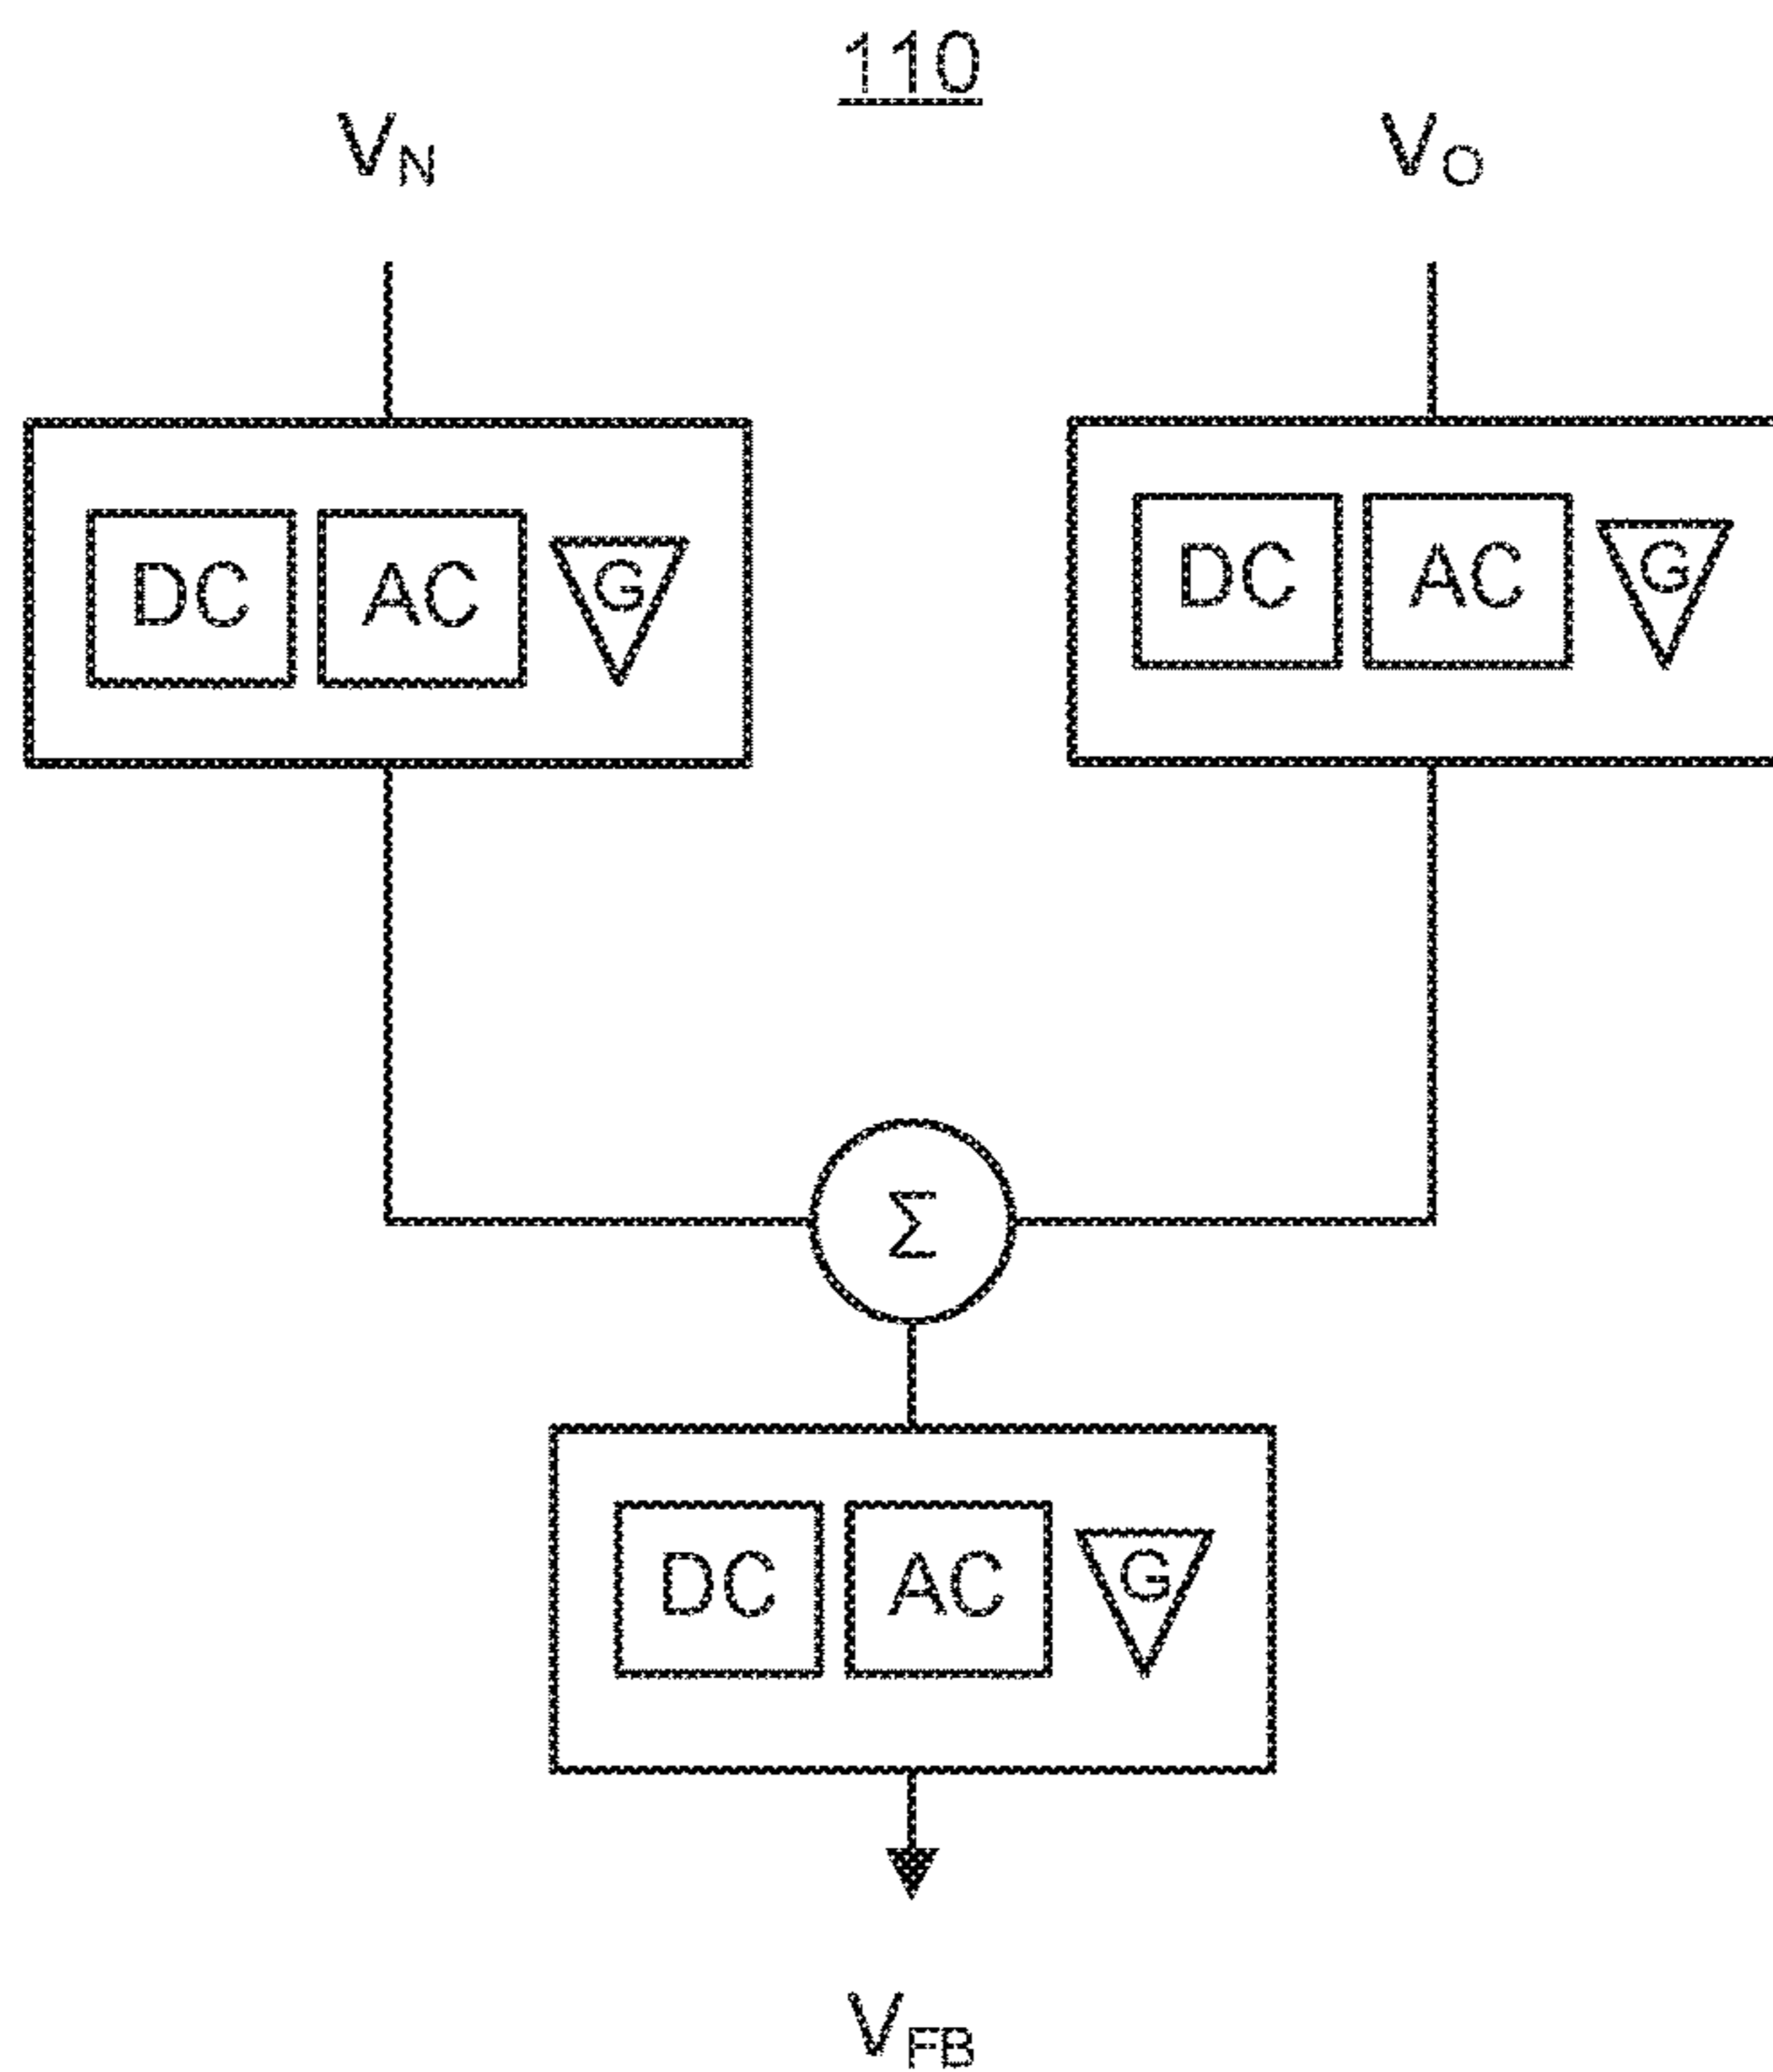 110
V_N V_O
DC AC G DC AC G
Σ
DC AC G
V_FB